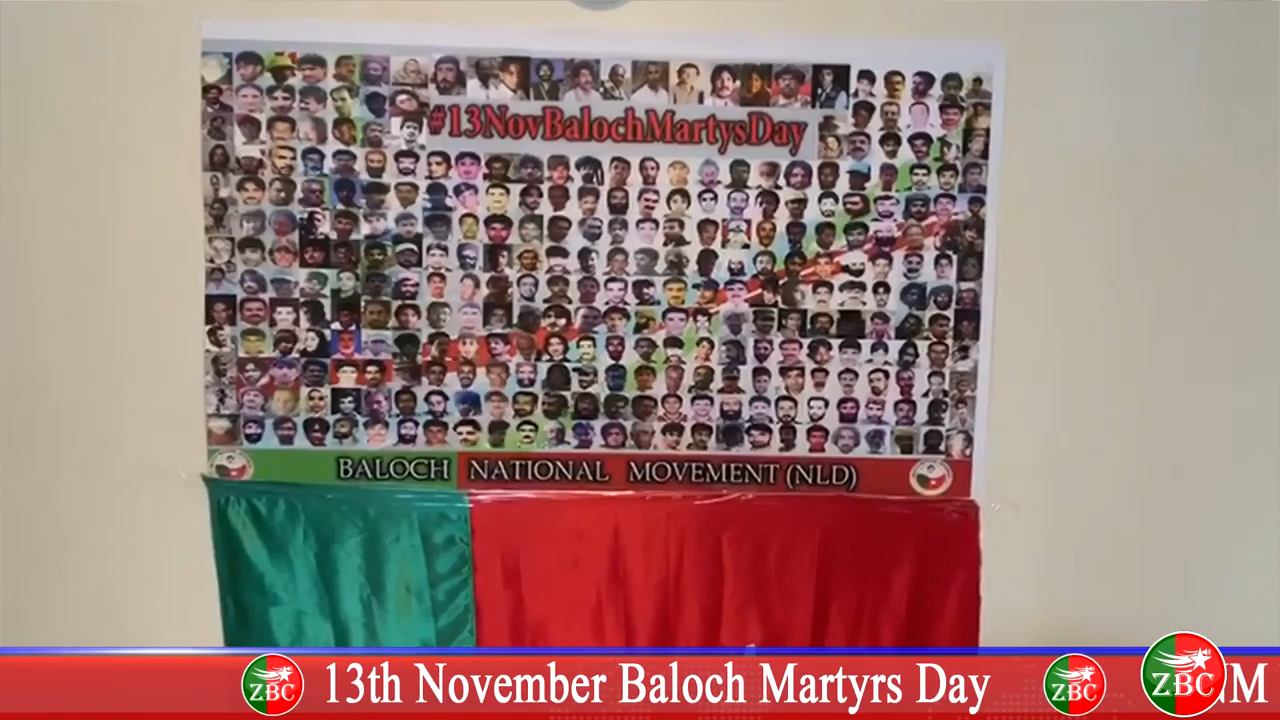 #13NovBalochMartysDay
BALOCH NATIONAL MOVEMENT (NLD)
ZBC 13th November Baloch Martyrs Day ZBC ZBC